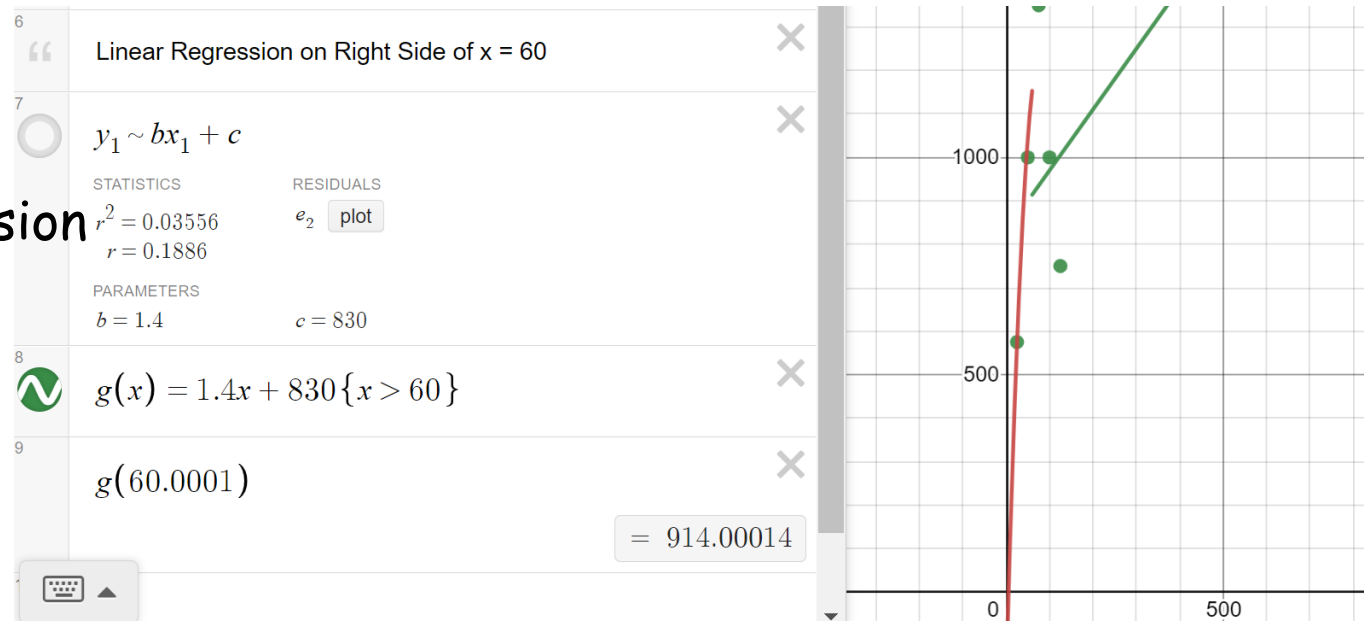 6
“ Linear Regression on Right Side of x = 60
7
y₁ ~ bx₁ + c
STATISTICS RESIDUALS
sion r² = 0.03556 e₂ plot
r = 0.1886
PARAMETERS
b = 1.4 c = 830
8
g(x) = 1.4x + 830{x > 60}
9
g(60.0001)
= 914.00014
1000
500
0 500